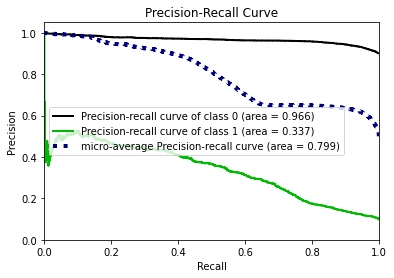 Precision-Recall Curve
1.0
0.8
0.6
0.4
0.2
0.0
Precision
Precision-recall curve of class 0 (area = 0.966)
Precision-recall curve of class 1 (area = 0.337)
micro-average Precision-recall curve (area = 0.799)
0.0 0.2 0.4 0.6 0.8 1.0
Recall